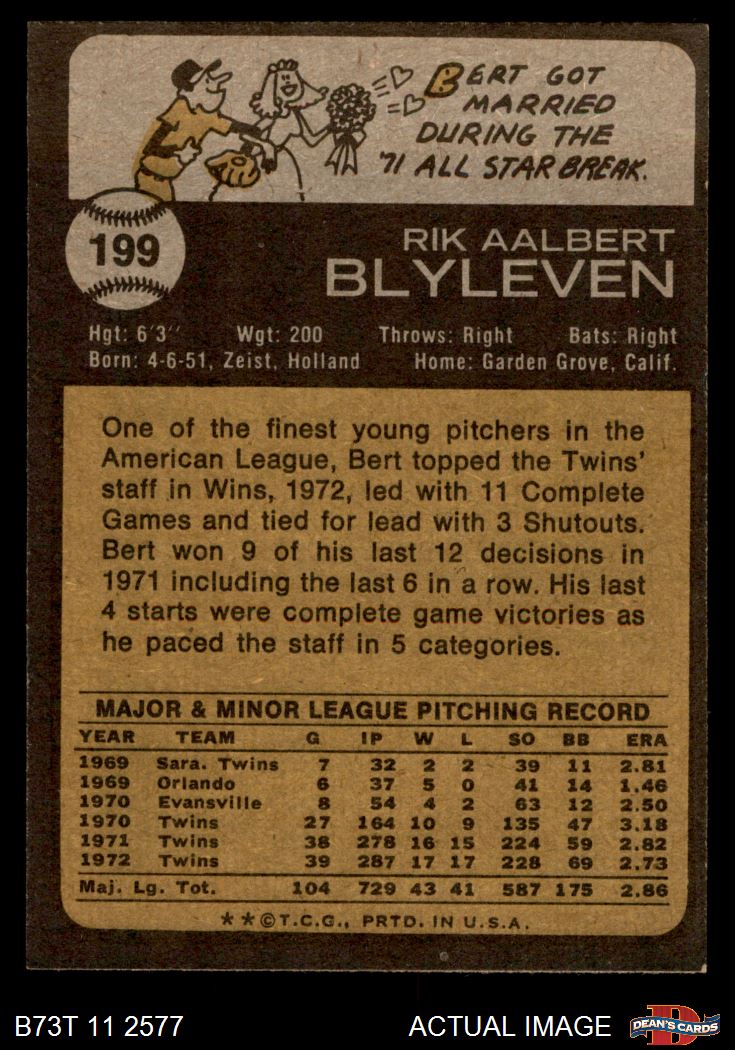 BERT GOT
MARRIED
DURING THE
'71 ALL STAR BREAK.
199
RIK AALBERT
BLYLEVEN
Hgt: 6'3" Wgt: 200 Throws: Right Bats: Right
Born: 4-6-51, Zeist, Holland Home: Garden Grove, Calif.
One of the finest young pitchers in the
American League, Bert topped the Twins'
staff in Wins, 1972, led with 11 Complete
Games and tied for lead with 3 Shutouts.
Bert won 9 of his last 12 decisions in
1971 including the last 6 in a row. His last
4 starts were complete game victories as
he paced the staff in 5 categories.
MAJOR & MINOR LEAGUE PITCHING RECORD
YEAR TEAM G IP W L SO BB ERA
1969 Sara. Twins 7 32 2 2 39 11 2.81
1969 Orlando 6 37 5 0 41 14 1.46
1970 Evansville 8 54 4 2 63 12 2.50
1970 Twins 27 164 10 9 135 47 3.18
1971 Twins 38 278 16 15 224 59 2.82
1972 Twins 39 287 17 17 228 69 2.73
Maj. Lg. Tot. 104 729 43 41 587 175 2.86
**©T.C.G., PRTD. IN U.S.A.
B73T 11 2577 ACTUAL IMAGE D DEAN'S CARDS